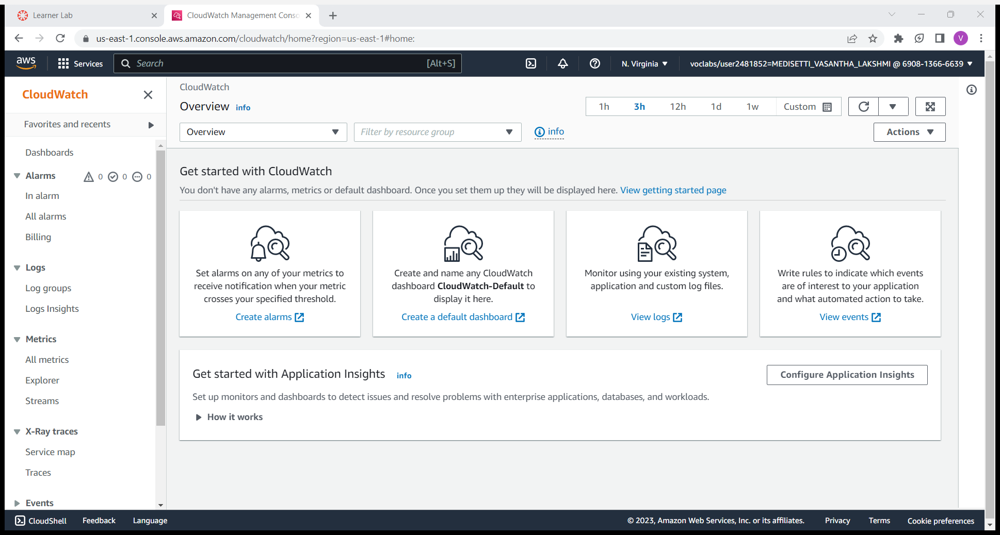 Learner Lab
CloudWatch Management Conso
us-east-1.console.aws.amazon.com/cloudwatch/home?region=us-east-1#home:
V
aws
Services
Search
[Alt+S]
N. Virginia
voclabs/user2481852=MEDISETTI_VASANTHA_LAKSHMI @ 6908-1366-6639
CloudWatch
Favorites and recents
Dashboards
Alarms 0 0 0
In alarm
All alarms
Billing
Logs
Log groups
Logs Insights
Metrics
All metrics
Explorer
Streams
X-Ray traces
Service map
Traces
Events
CloudWatch
Overview info
1h 3h 12h 1d 1w Custom
Overview
Filter by resource group
info
Actions
Get started with CloudWatch
You don't have any alarms, metrics or default dashboard. Once you set them up they will be displayed here. View getting started page
Set alarms on any of your metrics to
receive notification when your metric
crosses your specified threshold.
Create alarms
Create and name any CloudWatch
dashboard CloudWatch-Default to
display it here.
Create a default dashboard
Monitor using your existing system,
application and custom log files.
View logs
Write rules to indicate which events
are of interest to your application
and what automated action to take.
View events
Get started with Application Insights info
Configure Application Insights
Set up monitors and dashboards to detect issues and resolve problems with enterprise applications, databases, and workloads.
How it works
CloudShell
Feedback
Language
© 2023, Amazon Web Services, Inc. or its affiliates.
Privacy
Terms
Cookie preferences